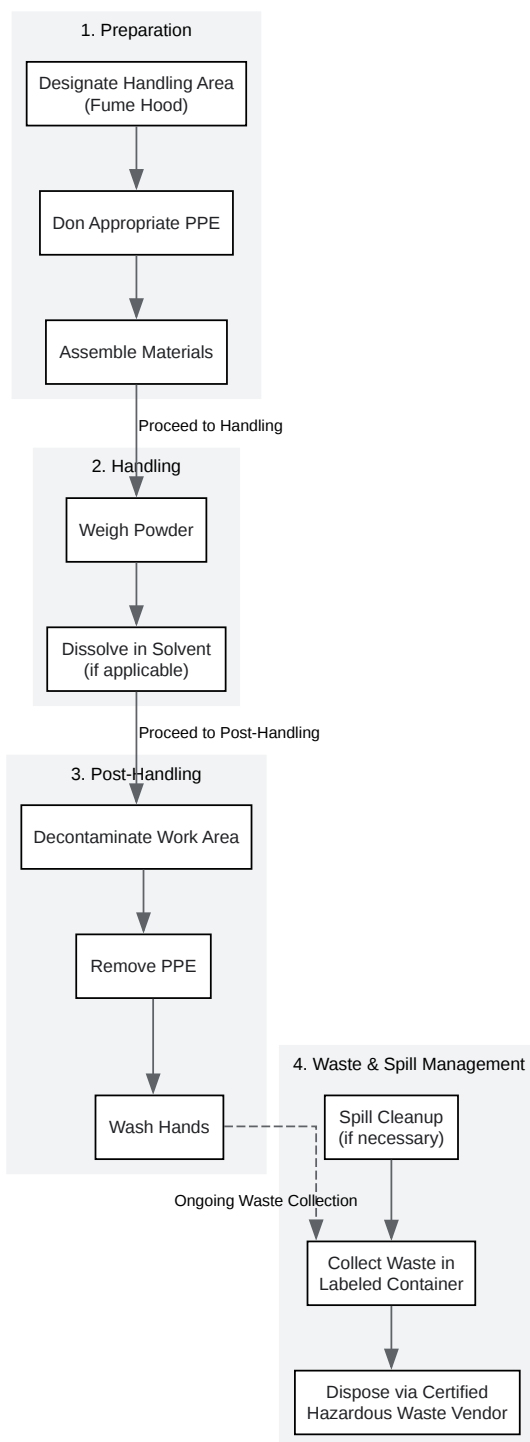 1. Preparation
Designate Handling Area
(Fume Hood)
Don Appropriate PPE
Assemble Materials
Proceed to Handling
2. Handling
Weigh Powder
Dissolve in Solvent
(if applicable)
Proceed to Post-Handling
3. Post-Handling
Decontaminate Work Area
Remove PPE
Wash Hands
4. Waste & Spill Management
Spill Cleanup
(if necessary)
Ongoing Waste Collection
Collect Waste in
Labeled Container
Dispose via Certified
Hazardous Waste Vendor